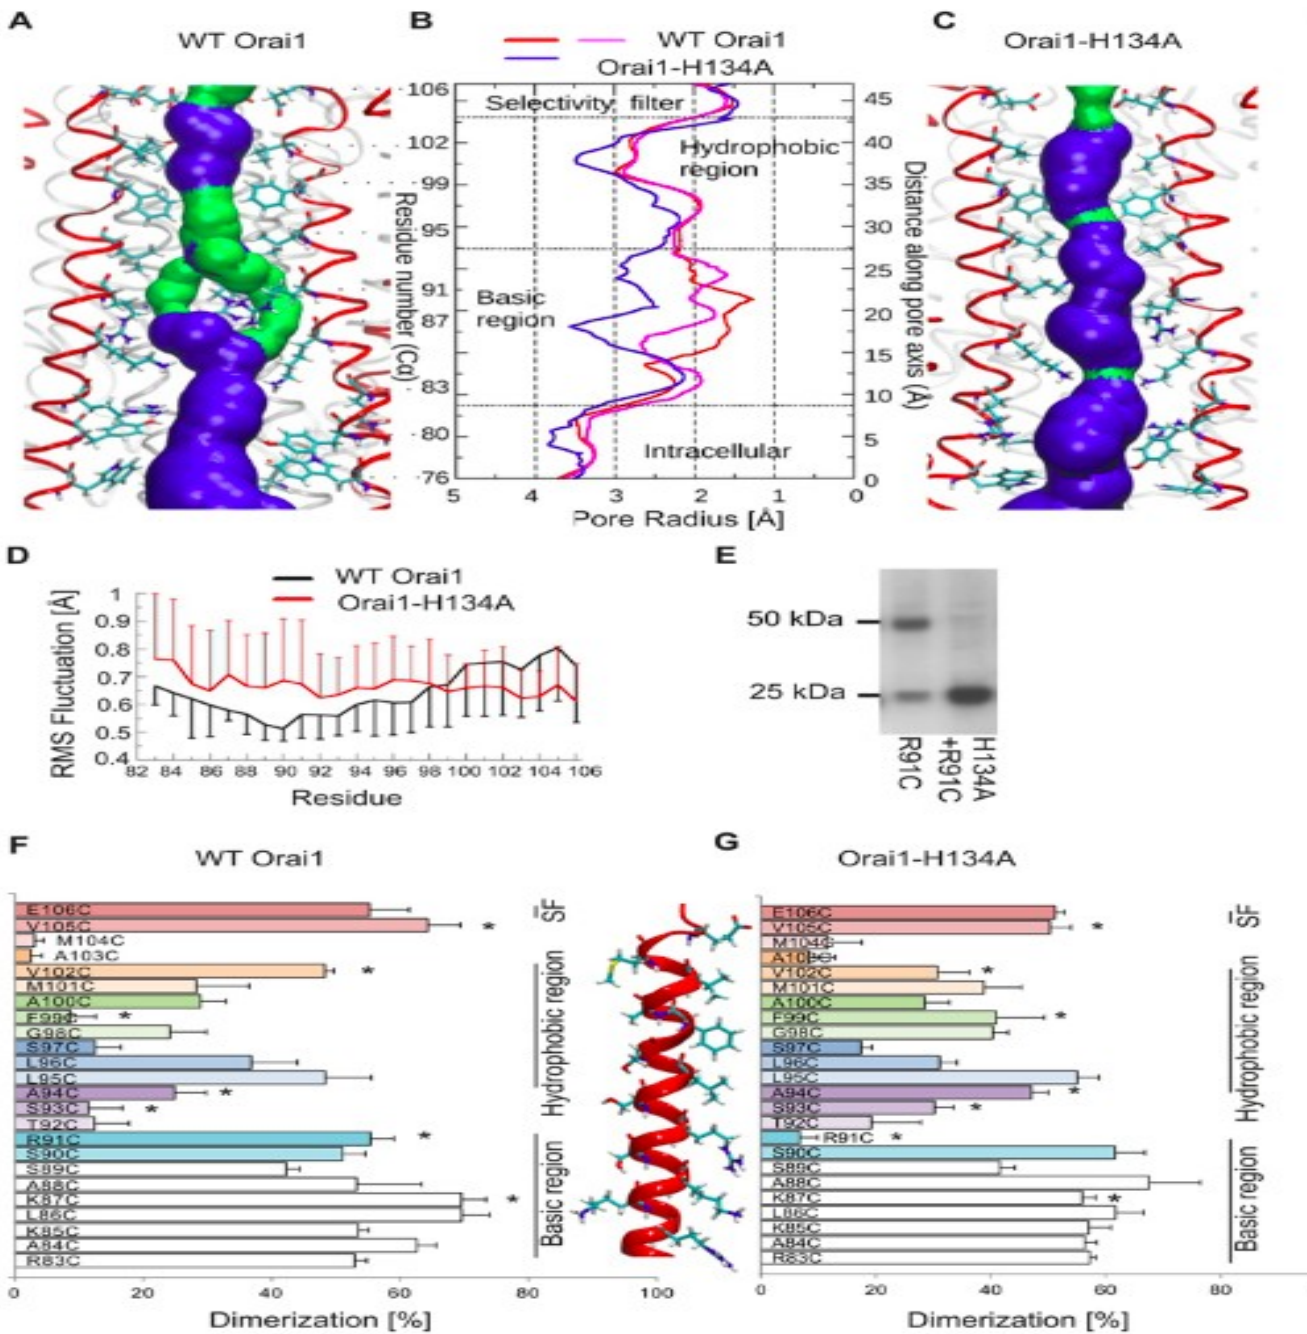 A
WT Orai1
B
WT Orai1
Orai1-H134A
C
Orai1-H134A
106
102
99
95
91
87
83
80
76
Residue number (Cα)
Selectivity filter
Hydrophobic
region
Basic
region
Intracellular
45
40
35
30
25
20
15
10
5
0
Distance along pore axis (Å)
5 4 3 2 1 0
Pore Radius [Å]
D
WT Orai1
Orai1-H134A
1
0.9
0.8
0.7
0.6
0.5
0.4
RMS Fluctuation [Å]
82 84 86 88 90 92 94 96 98 100 102 104 106
Residue
E
50 kDa
25 kDa
R91C
H134A
+R91C
F
WT Orai1
E106C
V105C *
M104C
A103C
V102C *
M101C
A100C
F99C *
G98C
S97C
L96C
L95C
A94C *
S93C *
T92C
R91C *
S90C
S89C
A88C
K87C *
L86C
K85C
A84C
R83C
SF
Hydrophobic region
Basic region
0 20 40 60 80 100
Dimerization [%]
G
Orai1-H134A
E106C
V105C *
M104C
A103C
V102C *
M101C
A100C
F99C *
G98C
S97C
L96C
L95C
A94C *
S93C *
T92C
R91C *
S90C
S89C
A88C
K87C *
L86C
K85C
A84C
R83C
SF
Hydrophobic region
Basic region
0 20 40 60 80
Dimerization [%]